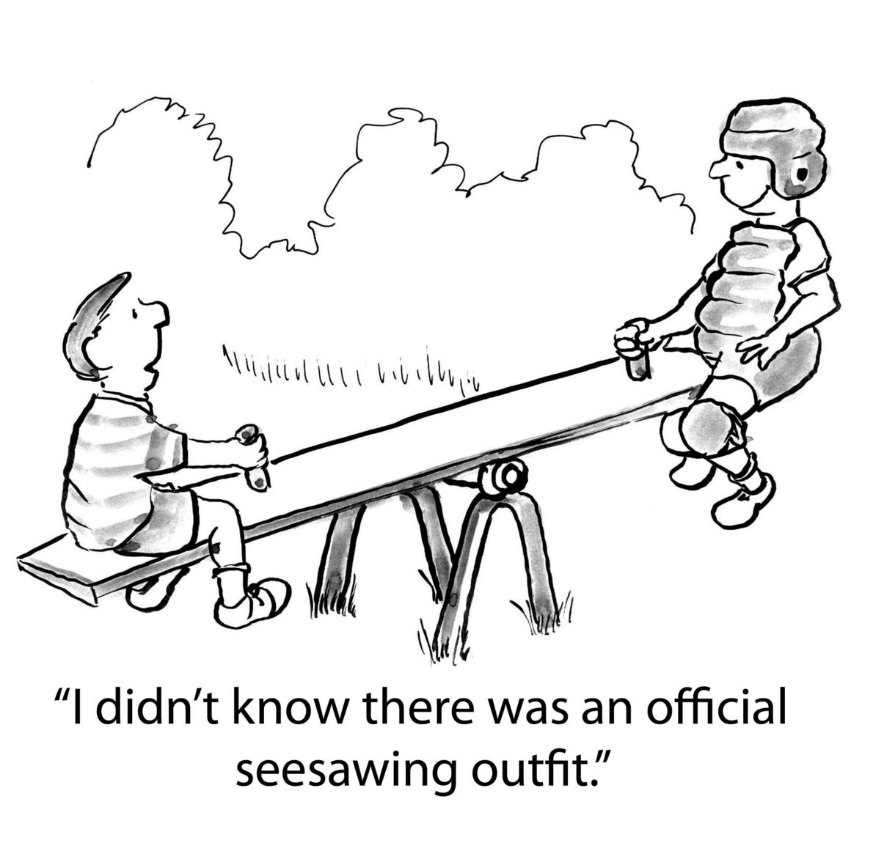 “I didn’t know there was an official
seesawing outfit.”